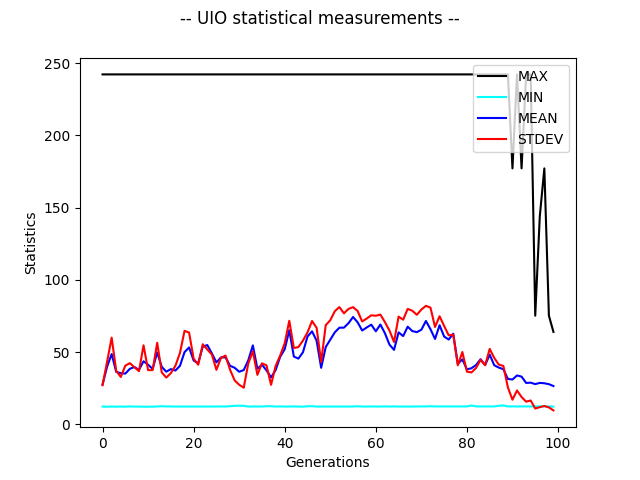 -- UIO statistical measurements --
250
200
150
100
50
0
Statistics
MAX
MIN
MEAN
STDEV
0 20 40 60 80 100
Generations